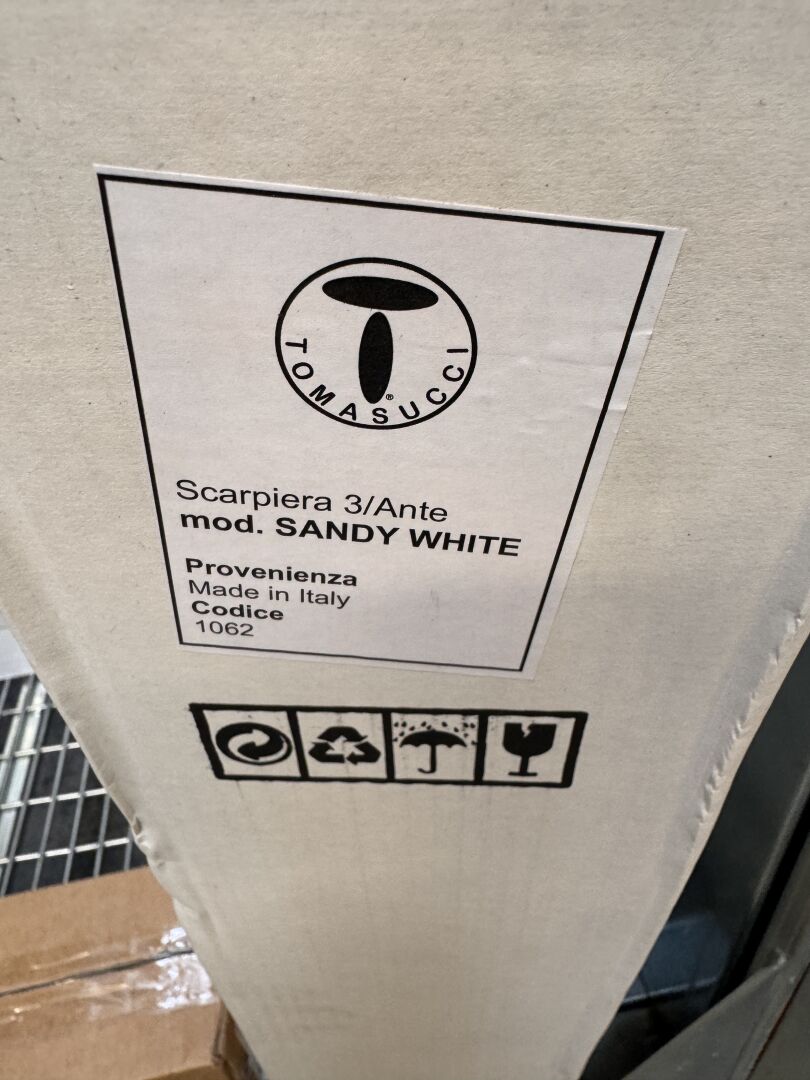 TOMASUCCI®
Scarpiera 3/Ante
mod. SANDY WHITE
Provenienza
Made in Italy
Codice
1062